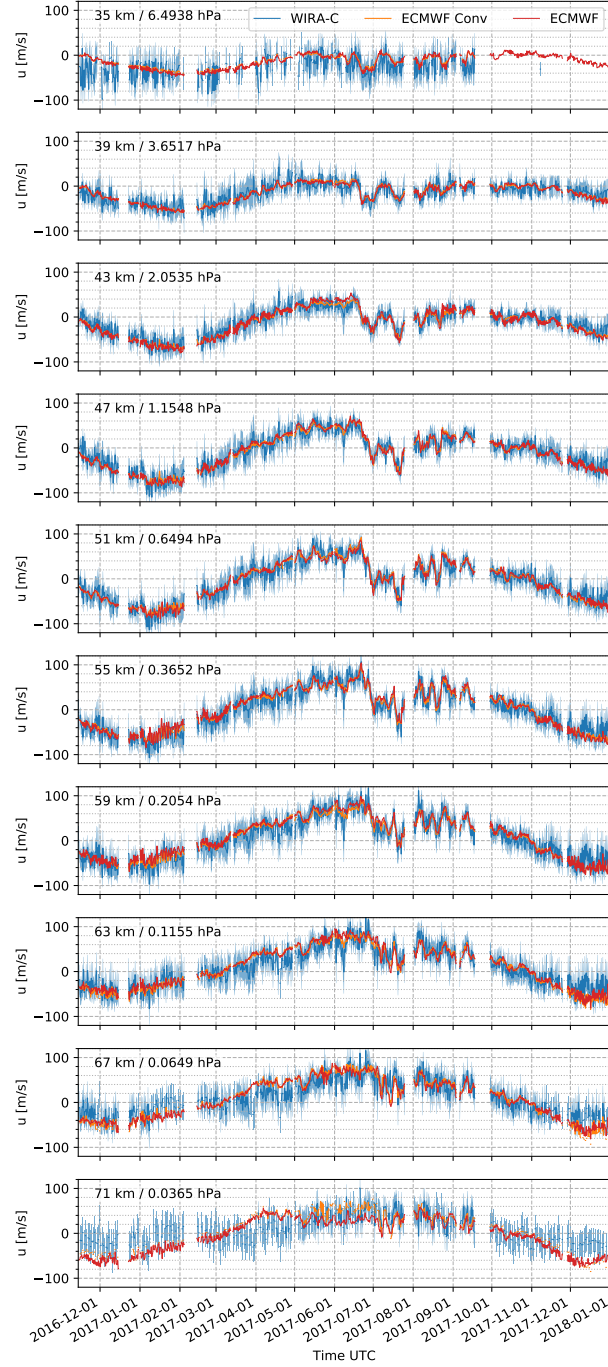 35 km / 6.4938 hPa
WIRA-C
ECMWF Conv
ECMWF
u [m/s]
0
−100
39 km / 3.6517 hPa
u [m/s]
100
0
−100
43 km / 2.0535 hPa
u [m/s]
100
0
−100
47 km / 1.1548 hPa
u [m/s]
100
0
−100
51 km / 0.6494 hPa
u [m/s]
100
0
−100
55 km / 0.3652 hPa
u [m/s]
100
0
−100
59 km / 0.2054 hPa
u [m/s]
100
0
−100
63 km / 0.1155 hPa
u [m/s]
100
0
−100
67 km / 0.0649 hPa
u [m/s]
100
0
−100
71 km / 0.0365 hPa
u [m/s]
100
0
−100
2016-12-01
2017-01-01
2017-02-01
2017-03-01
2017-04-01
2017-05-01
2017-06-01
2017-07-01
2017-08-01
2017-09-01
2017-10-01
2017-11-01
2017-12-01
2018-01-01
Time UTC